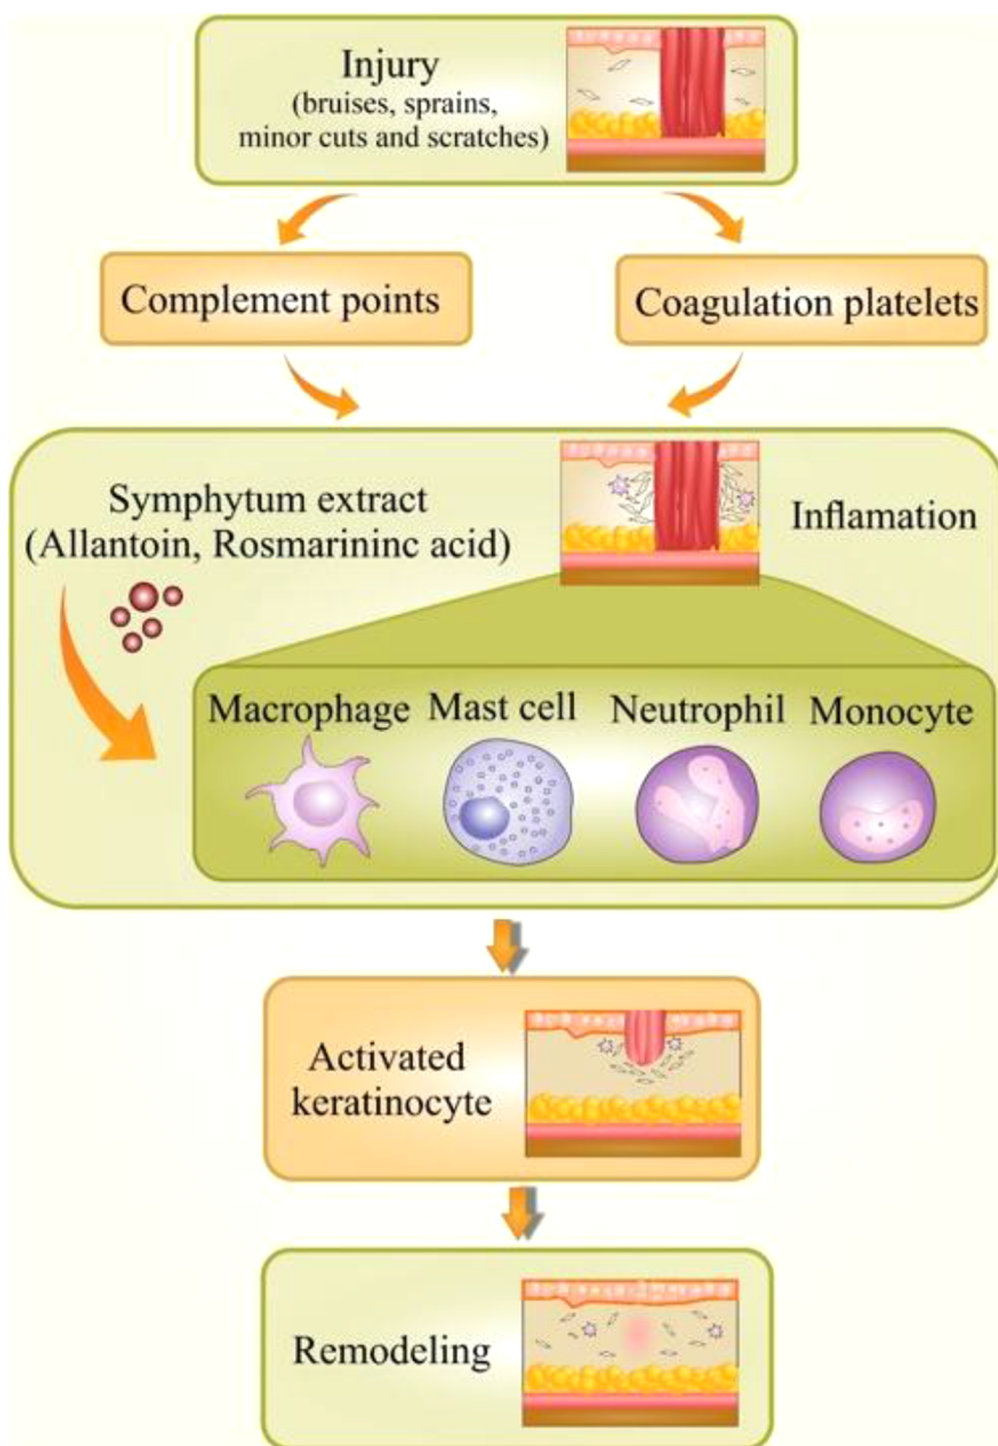 Injury
(bruises, sprains,
minor cuts and scratches)
Complement points
Coagulation platelets
Symphytum extract
(Allantoin, Rosmarininc acid)
Inflamation
Macrophage
Mast cell
Neutrophil
Monocyte
Activated
keratinocyte
Remodeling